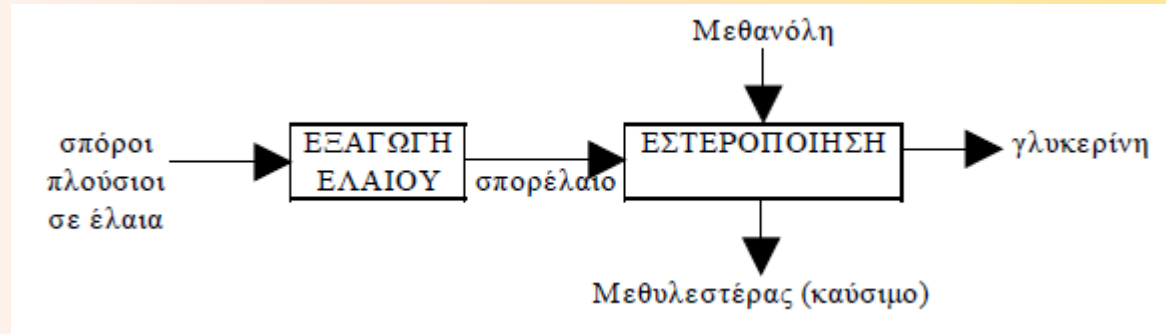 Μεθανόλη
σπόροι
πλούσιοι
σε έλαια
ΕΞΑΓΩΓΗ
ΕΛΑΙΟΥ
σπορέλαιο
ΕΣΤΕΡΟΠΟΙΗΣΗ
γλυκερίνη
Μεθυλεστέρας (καύσιμο)